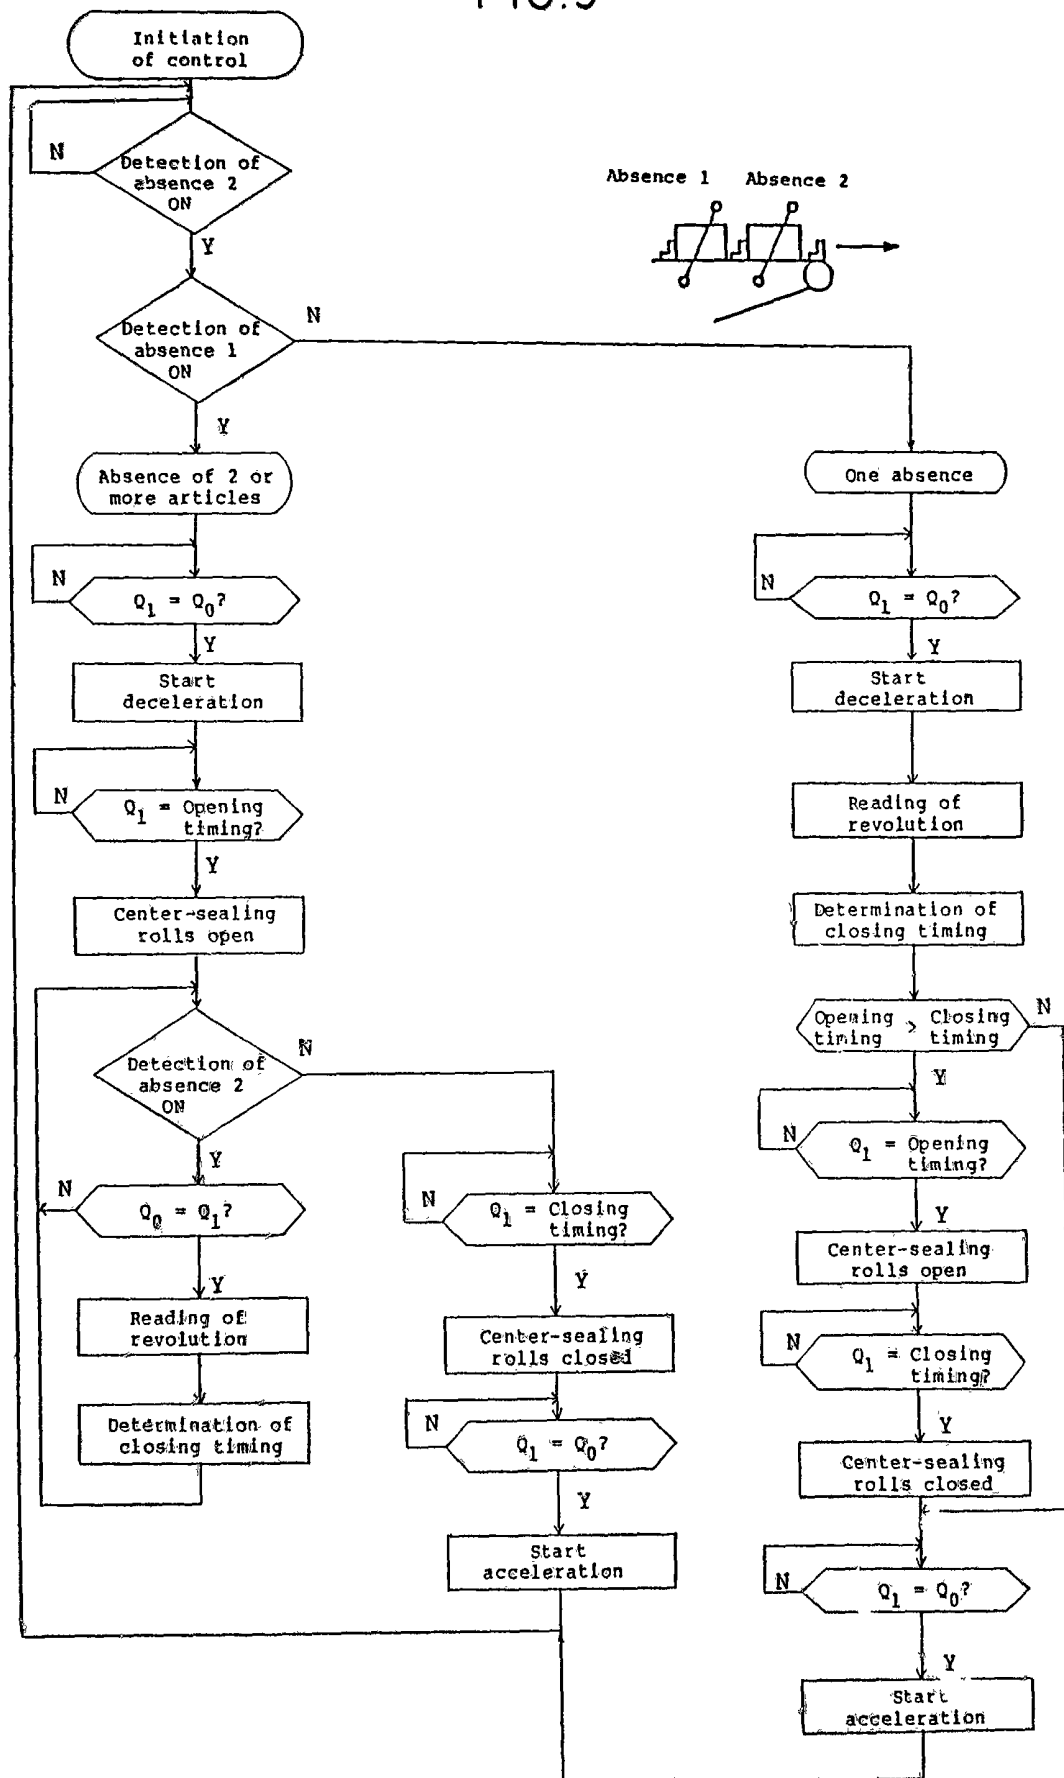 FIG.9
Initiation
of control
N
Detection of
absence 2
ON
Y
Absence 1 Absence 2
Detection of
absence 1
ON
N
Y
Absence of 2 or
more articles
N
Q1 = Q0?
Y
Start
deceleration
N
Q1 = Opening
timing?
Y
Center-sealing
rolls open
Detection of
absence 2
ON
N
Y
N
Q0 = Q1?
Y
Reading of
revolution
Determination of
closing timing
N
Q1 = Closing
timing?
Y
Center-sealing
rolls closed
N
Q1 = Q0?
Y
Start
acceleration
One absence
N
Q1 = Q0?
Y
Start
deceleration
Reading of
revolution
Determination of
closing timing
Opening > Closing
timing timing
N
Y
N
Q1 = Opening
timing?
Y
Center-sealing
rolls open
N
Q1 = Closing
timing?
Y
Center-sealing
rolls closed
N
Q1 = Q0?
Y
Start
acceleration